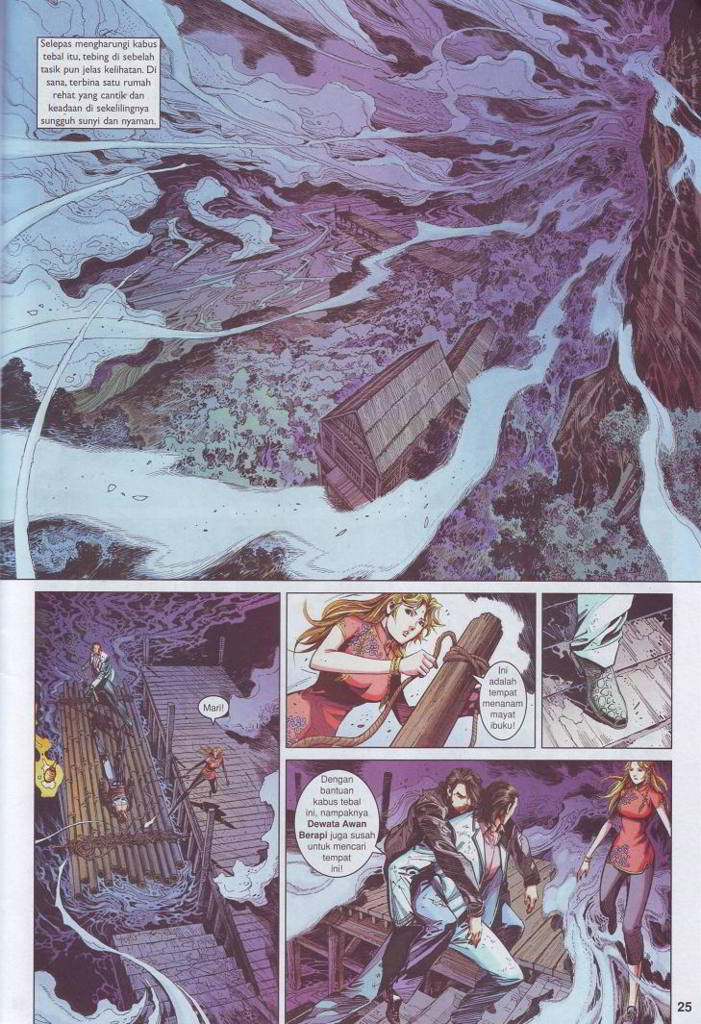 Selepas mengharungi kabus
tebal itu, tebing di sebelah
tasik pun jelas kelihatan. Di
sana, terbina satu rumah
rehat yang cantik dan
keadaan di sekelilingnya
sungguh sunyi dan nyaman.
Mari!
Ini
adalah
tempat
menanam
mayat
ibuku!
Dengan
bantuan
kabus tebal
ini, nampaknya
Dewata Awan
Berapi juga susah
untuk mencari
tempat
ini!
25